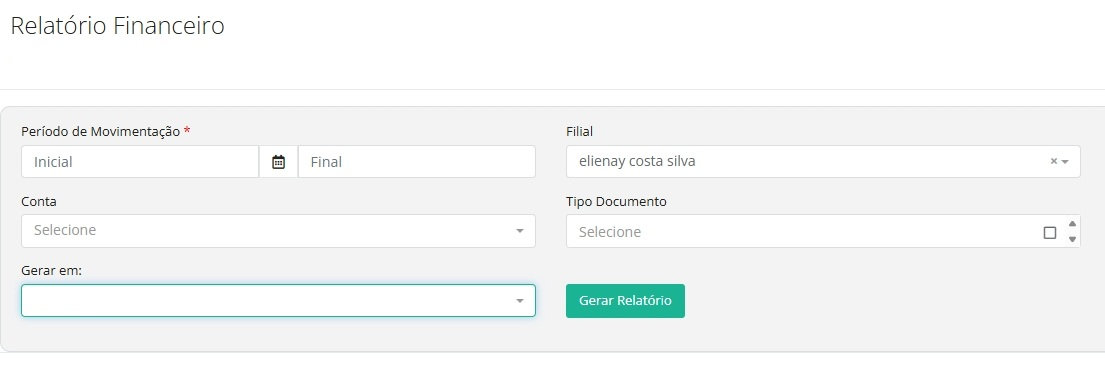 Relatório Financeiro
Período de Movimentação *
Filial
Inicial
Final
elienay costa silva
×
Conta
Tipo Documento
Selecione
Selecione
Gerar em:
Gerar Relatório